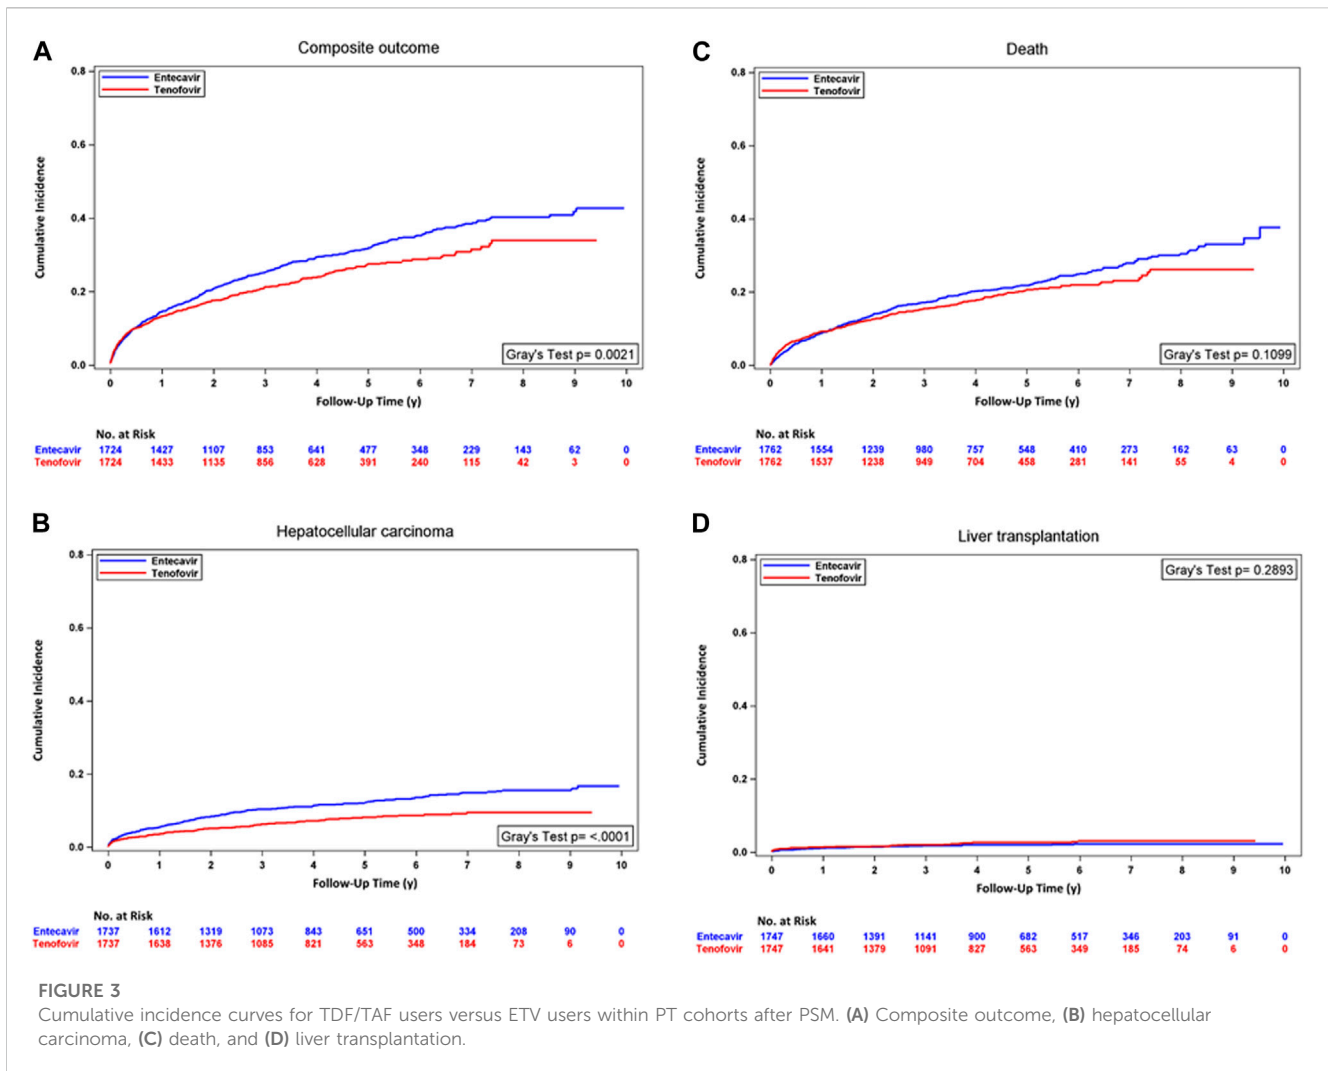 A
Composite outcome
Entecavir
Tenofovir
Cumulative Inicidence
0.8
0.6
0.4
0.2
0.0
Gray's Test p= 0.0021
0 1 2 3 4 5 6 7 8 9 10
Follow-Up Time (y)
No. at Risk
Entecavir 1724 1427 1107 853 641 477 348 229 143 62 0
Tenofovir 1724 1433 1135 856 628 391 240 115 42 3 0
C
Death
Entecavir
Tenofovir
Cumulative Inicidence
0.8
0.6
0.4
0.2
0.0
Gray's Test p= 0.1099
0 1 2 3 4 5 6 7 8 9 10
Follow-Up Time (y)
No. at Risk
Entecavir 1762 1554 1239 980 757 548 410 273 162 63 0
Tenofovir 1762 1537 1238 949 704 458 281 141 55 4 0
B
Hepatocellular carcinoma
Entecavir
Tenofovir
Cumulative Inicidence
0.8
0.6
0.4
0.2
0.0
Gray's Test p= <.0001
0 1 2 3 4 5 6 7 8 9 10
Follow-Up Time (y)
No. at Risk
Entecavir 1737 1612 1319 1073 843 651 500 334 208 90 0
Tenofovir 1737 1638 1376 1085 821 563 348 184 73 6 0
D
Liver transplantation
Entecavir
Tenofovir
Gray's Test p= 0.2893
Cumulative Inicidence
0.8
0.6
0.4
0.2
0.0
0 1 2 3 4 5 6 7 8 9 10
Follow-Up Time (y)
No. at Risk
Entecavir 1747 1660 1391 1141 900 682 517 346 203 91 0
Tenofovir 1747 1641 1379 1091 827 563 349 185 74 6 0
FIGURE 3
Cumulative incidence curves for TDF/TAF users versus ETV users within PT cohorts after PSM. (A) Composite outcome, (B) hepatocellular
carcinoma, (C) death, and (D) liver transplantation.